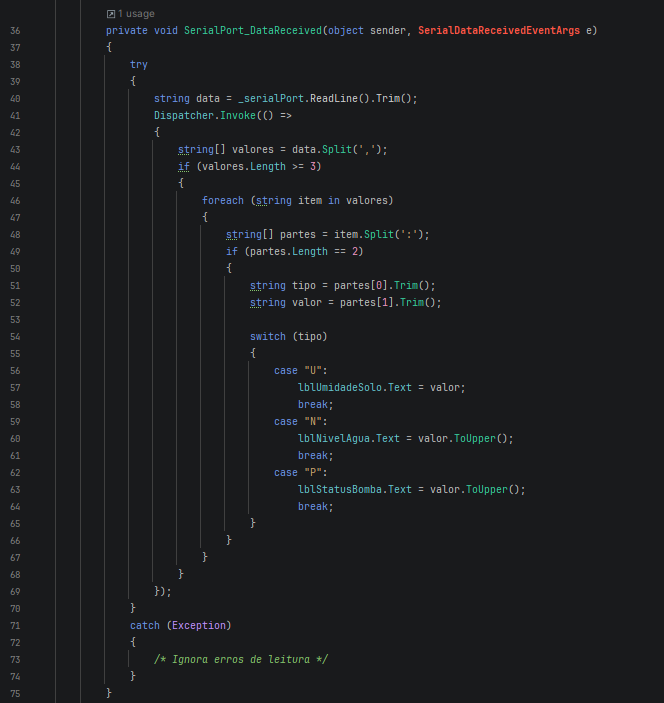 1 usage
36 private void SerialPort_DataReceived(object sender, SerialDataReceivedEventArgs e)
37 {
38 try
39 {
40 string data = _serialPort.ReadLine().Trim();
41 Dispatcher.Invoke(() =>
42 {
43 string[] valores = data.Split(',');
44 if (valores.Length >= 3)
45 {
46 foreach (string item in valores)
47 {
48 string[] partes = item.Split(':');
49 if (partes.Length == 2)
50 {
51 string tipo = partes[0].Trim();
52 string valor = partes[1].Trim();
53
54 switch (tipo)
55 {
56 case "U":
57 lblUmidadeSolo.Text = valor;
58 break;
59 case "N":
60 lblNivelAgua.Text = valor.ToUpper();
61 break;
62 case "P":
63 lblStatusBomba.Text = valor.ToUpper();
64 break;
65 }
66 }
67 }
68 }
69 });
70 }
71 catch (Exception)
72 {
73 /* Ignora erros de leitura */
74 }
75 }